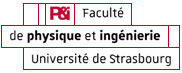 P&i Faculté
de physique et ingénierie
Université de Strasbourg